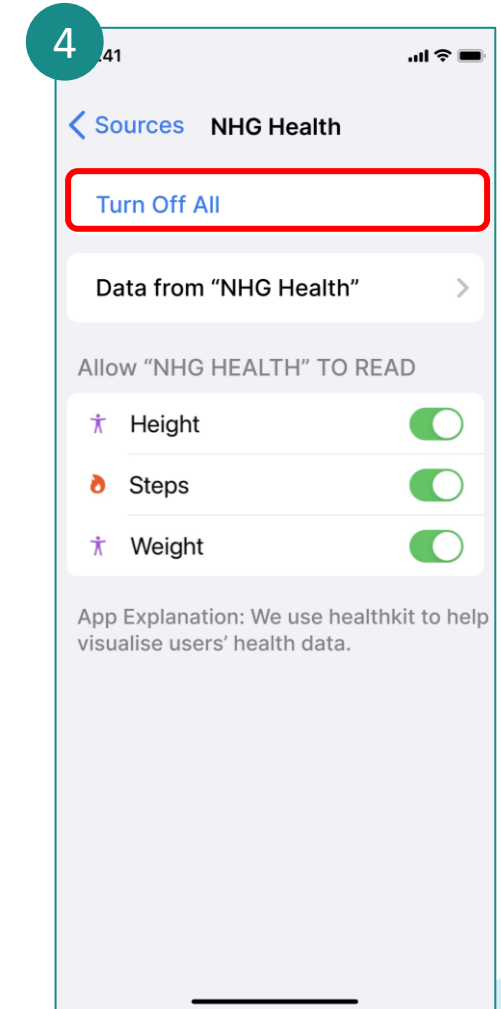 4
:41
Sources NHG Health
Turn Off All
Data from “NHG Health”
Allow “NHG HEALTH” TO READ
Height
Steps
Weight
App Explanation: We use healthkit to help
visualise users’ health data.